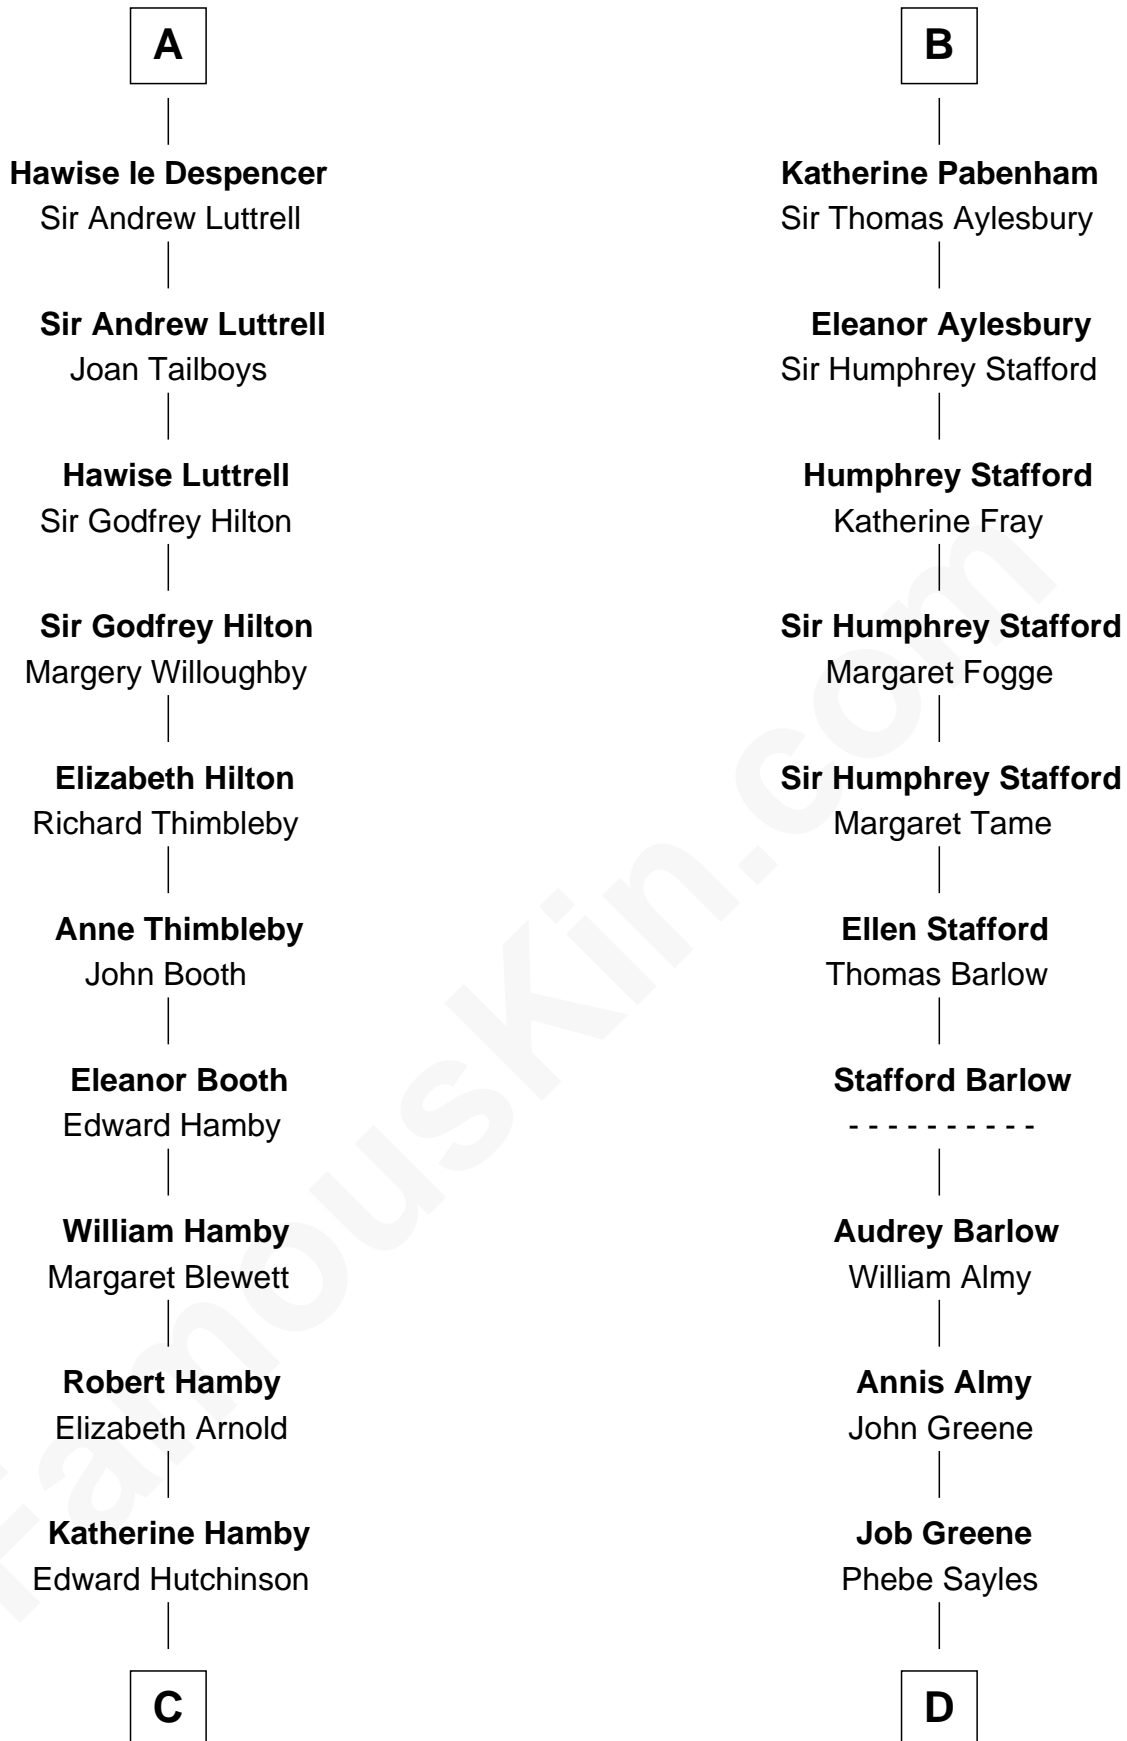 A
Hawise le Despencer
Sir Andrew Luttrell
Sir Andrew Luttrell
Joan Tailboys
Hawise Luttrell
Sir Godfrey Hilton
Sir Godfrey Hilton
Margery Willoughby
Elizabeth Hilton
Richard Thimbleby
Anne Thimbleby
John Booth
Eleanor Booth
Edward Hamby
William Hamby
Margaret Blewett
Robert Hamby
Elizabeth Arnold
Katherine Hamby
Edward Hutchinson
C
B
Katherine Pabenham
Sir Thomas Aylesbury
Eleanor Aylesbury
Sir Humphrey Stafford
Humphrey Stafford
Katherine Fray
Sir Humphrey Stafford
Margaret Fogge
Sir Humphrey Stafford
Margaret Tame
Ellen Stafford
Thomas Barlow
Stafford Barlow
- - - - - - - - - -
Audrey Barlow
William Almy
Annis Almy
John Greene
Job Greene
Phebe Sayles
D
FamousKin.com